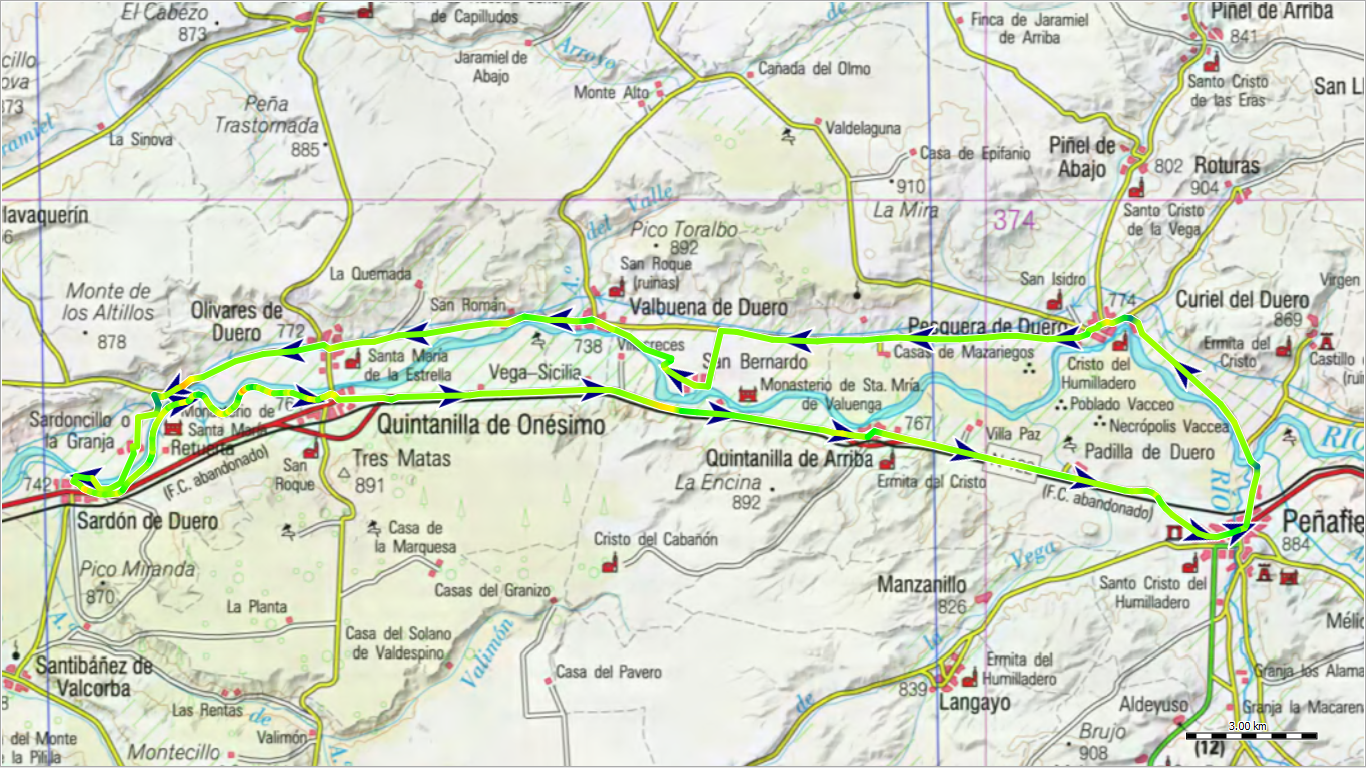 El Cabezo
873
de Capilludos
Piñel de Arriba
841
Finca de Jaramiel
de Arriba
de
Jaramiel de
Abajo
Arroyo
Cañada del Olmo
Monte Alto
Santo Cristo
de las Eras
Peña
Trastornada
885
La Sinova
Valdelaguna
Casa de Epifanio
Piñel de
Abajo
802
Roturas
904
910
La Mira
374
Santo Cristo
de la Vega
del Valle
Pico Toralbo
892
San Roque
(ruinas)
La Quemada
San Isidro
Virgen
Monte de
los Altillos
878
Olivares de
Duero
772
San Román
A.º
Valbuena de Duero
738
774
Curiel del Duero
869
Pesquera de Duero
Casas de Mazariegos
Ermita del
Cristo
Castillo
Santa María
de la Estrella
San Bernardo
Cristo del
Humilladero
Vega-Sicilia
Monasterio de Sta. Mría.
de Valuenga
Poblado Vacceo
Necrópolis Vaccea
Sardoncillo o
la Granja
Monasterio de
Santa María
Retuerta
Quintanilla de Onésimo
767
Villa Paz
Padilla de Duero
RÍO
(F.C. abandonado)
San
Roque
Tres Matas
891
Quintanilla de Arriba
Ermita del Cristo
La Encina
892
(F.C. abandonado)
RÍO
742
Sardón de Duero
Casa de
la Marquesa
Cristo del Cabañón
Peñafie
884
Pico Miranda
870
Casas del Granizo
Vega
la
de
Manzanillo
826
Santo Cristo del
Humilladero
La Planta
A.º
Casa del Solano
de Valdespino
Valimón
Casa del Pavero
Santibáñez de
Valcorba
Ermita del
Humilladero
839
Langayo
Granja los Alama
Granja la Macaren
Las Rentas
de
Aldeyuso
del Monte
Valimón
Montecillo
A.º
Brujo
908
3.00 km
(12)